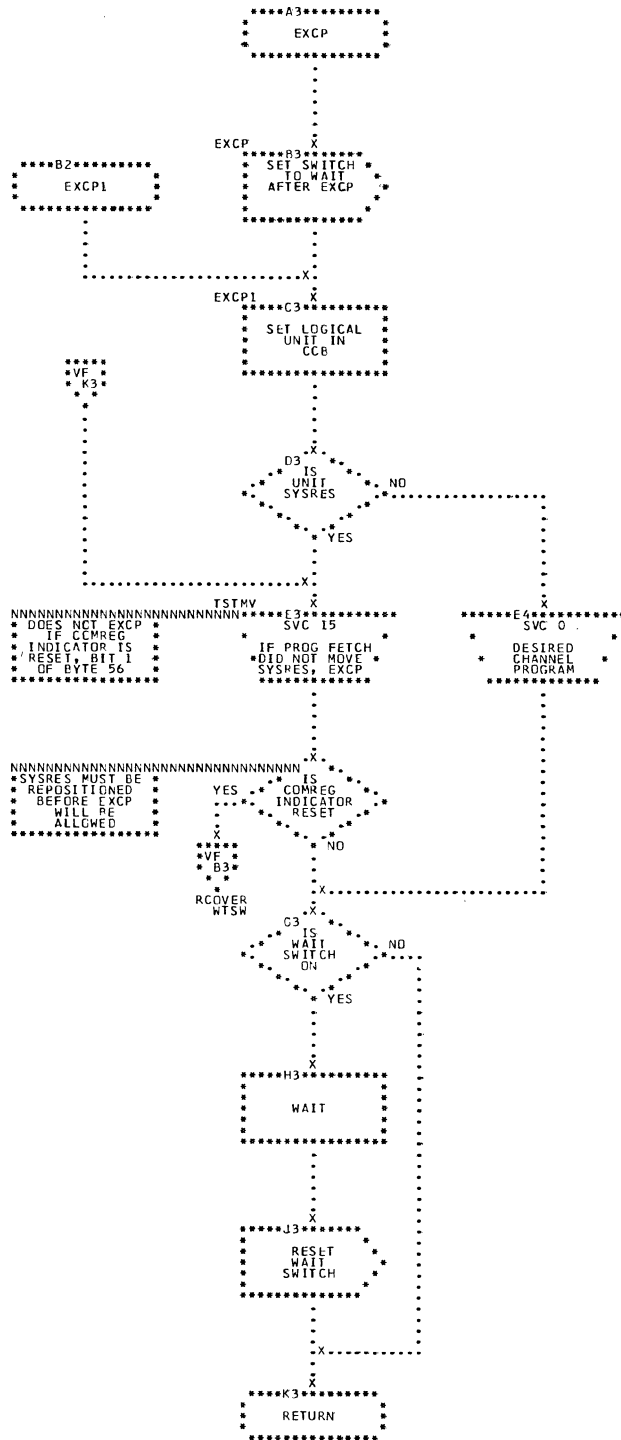 A3
EXCP
EXCP
B3
SET SWITCH
TO WAIT
AFTER EXCP
B2
EXCP1
EXCP1
C3
SET LOGICAL
UNIT IN
CCB
VF
K3
D3
IS
UNIT
SYSRES
NO
YES
TSTMV
E3
SVC 15
IF PROG FETCH
DID NOT MOVE
SYSRES, EXCP
DOES NOT EXCP
IF COMREG
INDICATOR IS
RESET, BIT 1
OF BYTE 56
E4
SVC 0
DESIRED
CHANNEL
PROGRAM
SYSRES MUST BE
REPOSITIONED
BEFORE EXCP
WILL BE
ALLOWED
IS
COMREG
INDICATOR
RESET
YES
NO
VF
B3
RCOVER
WTSW
G3
IS
WAIT
SWITCH
ON
NO
YES
H3
WAIT
J3
RESET
WAIT
SWITCH
K3
RETURN